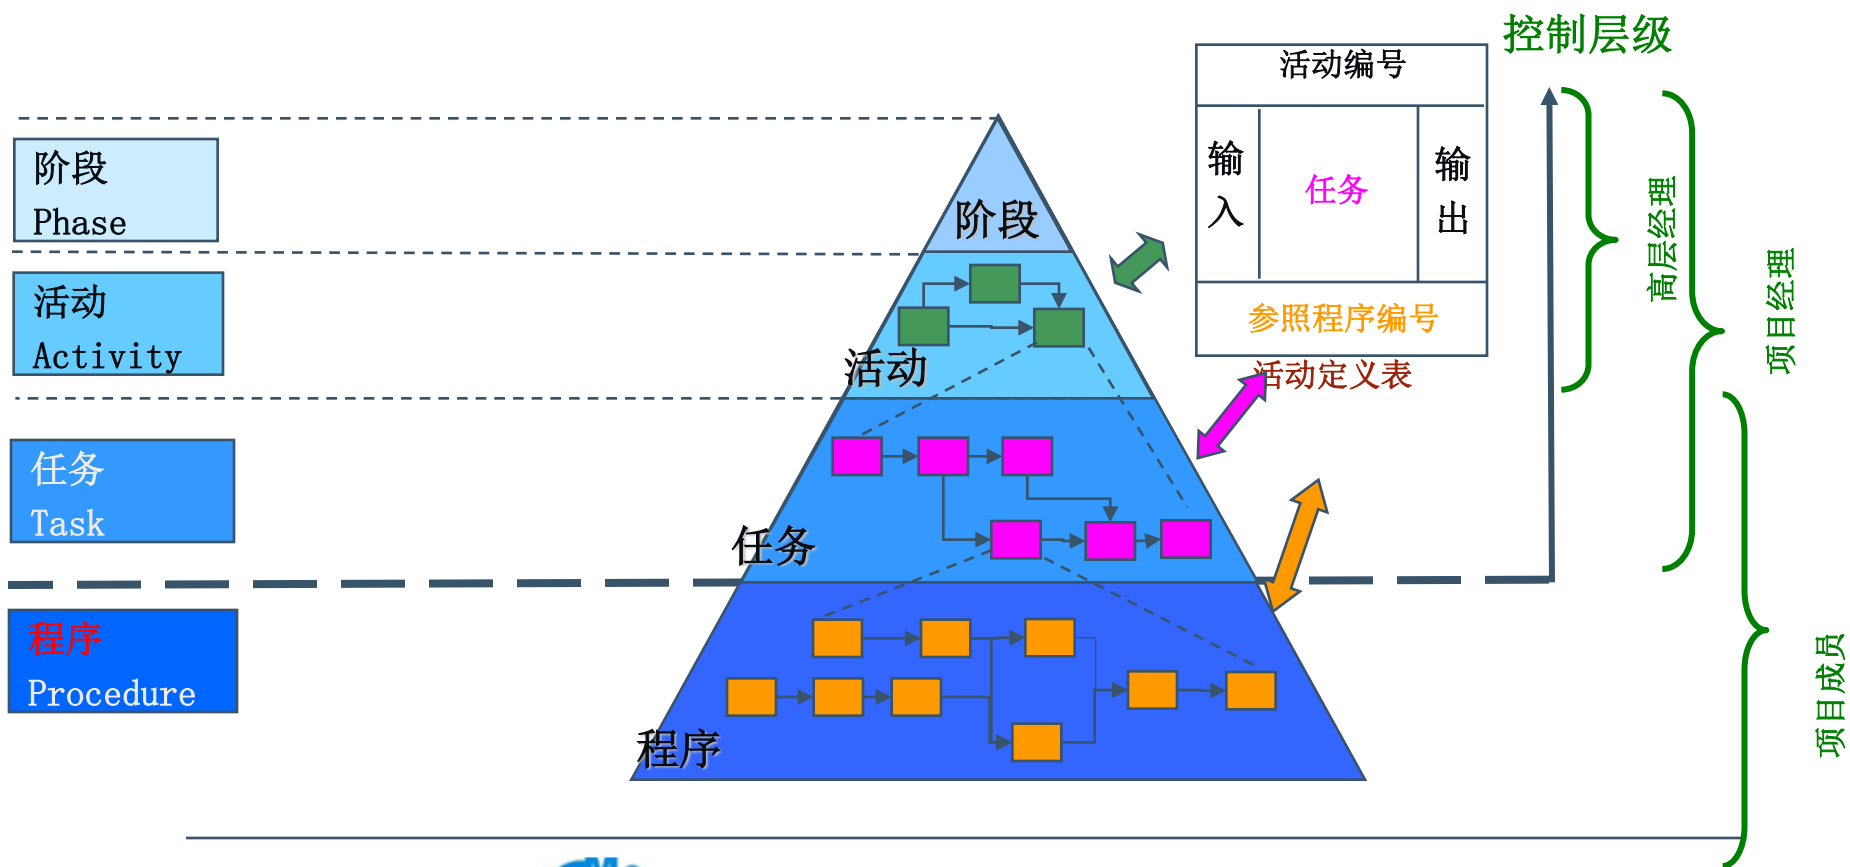 控制层级
活动编号
输入
任务
输出
参照程序编号
活动定义表
阶段
Phase
活动
Activity
任务
Task
程序
Procedure
阶段
活动
任务
程序
高层经理
项目经理
项目成员